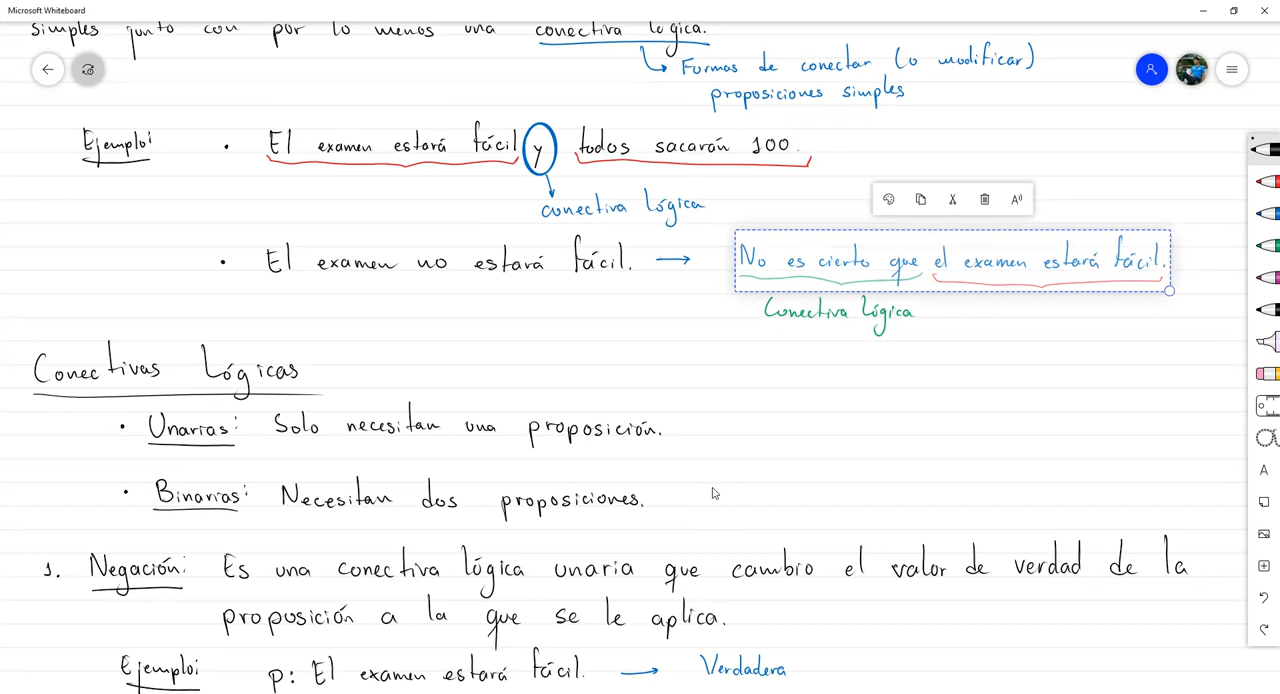 Microsoft Whiteboard
simples junto con por lo menos una conectiva lógica.
Formas de conectar (o modificar)
proposiciones simples
Ejemplo: • El examen estará fácil y todos sacarán 100.
conectiva lógica
• El examen no estará fácil. → No es cierto que el examen estará fácil.
Conectiva lógica
Conectivas Lógicas
• Unarias: Solo necesitan una proposición.
• Binarias: Necesitan dos proposiciones.
1. Negación: Es una conectiva lógica unaria que cambio el valor de verdad de la
proposición a la que se le aplica.
Ejemplo: p: El examen estará fácil. → Verdadera